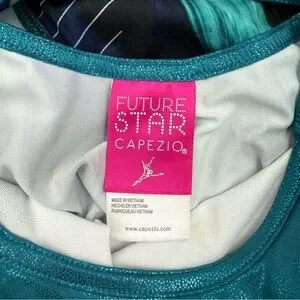 FUTURE
STAR
CAPEZIO®
MADE IN VIETNAM
HECHO EN VIETNAM
FABRIQUÉ AU VIETNAM
www.capezio.com